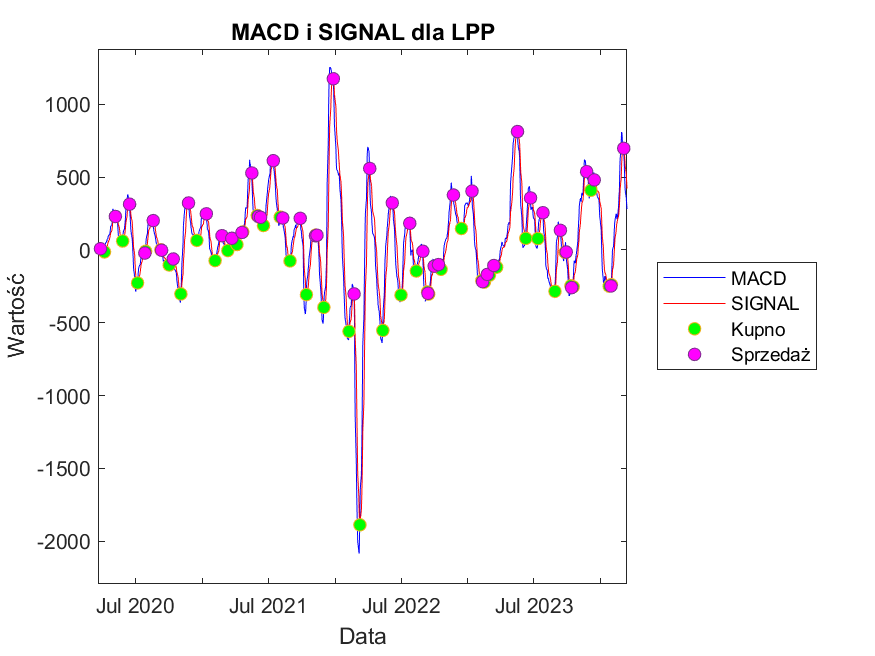 MACD i SIGNAL dla LPP
Wartość
1000
500
0
-500
-1000
-1500
-2000
Jul 2020
Jul 2021
Jul 2022
Jul 2023
Data
MACD
SIGNAL
Kupno
Sprzedaż